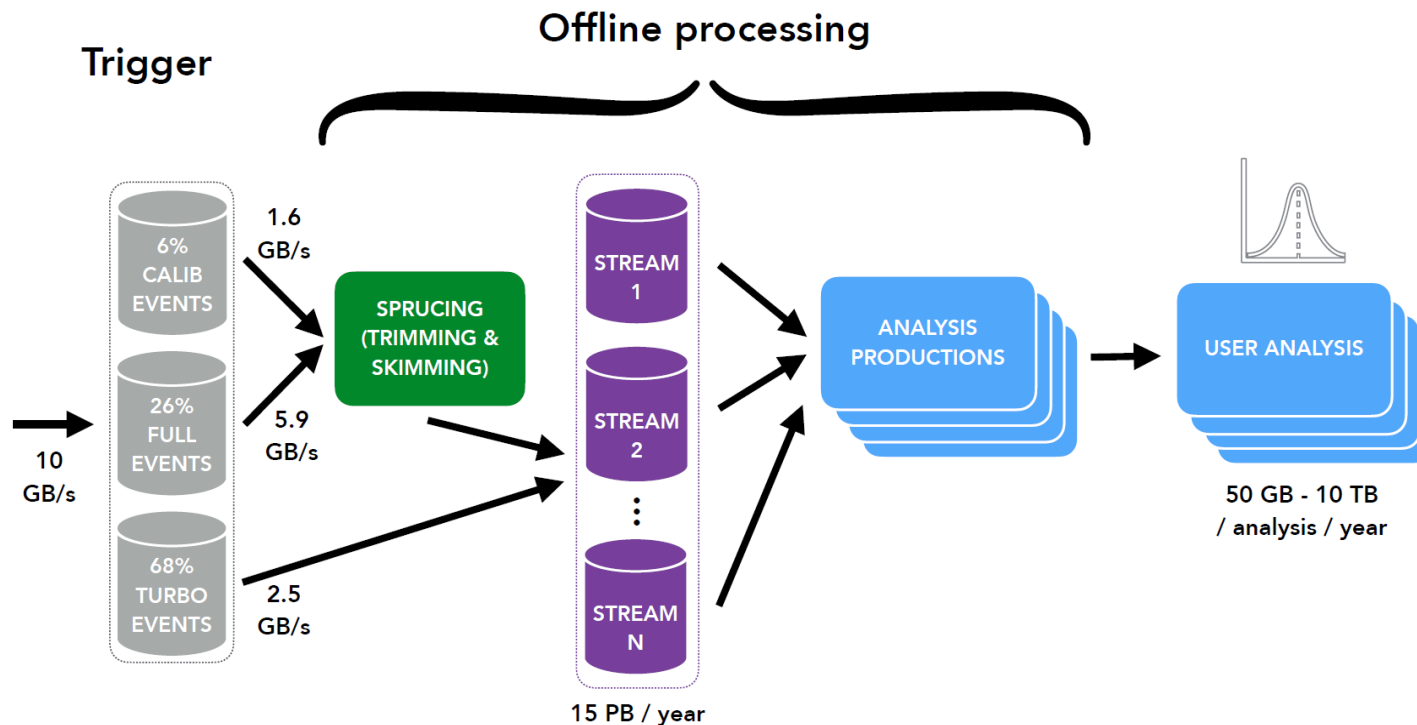 Offline processing
Trigger
6%
CALIB
EVENTS
1.6
GB/s
26%
FULL
EVENTS
5.9
GB/s
10
GB/s
68%
TURBO
EVENTS
2.5
GB/s
SPRUCING
(TRIMMING &
SKIMMING)
STREAM
1
STREAM
2
...
STREAM
N
15 PB / year
ANALYSIS
PRODUCTIONS
USER ANALYSIS
50 GB - 10 TB
/ analysis / year